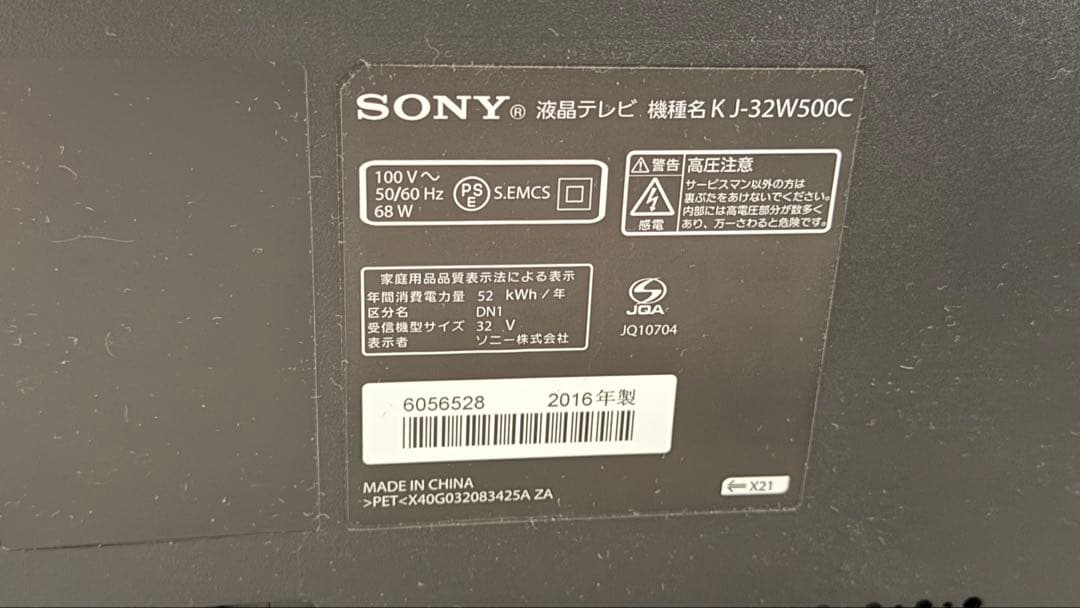 SONY® 液晶テレビ 機種名 KJ-32W500C
100 V〜
50/60 Hz
68 W
PSE S.EMCS
警告 高圧注意
感電
サービスマン以外の方は
裏ぶたをあけないでください。
内部には高電圧部分が数多く
あり、万一さわると危険です。
家庭用品品質表示法による表示
年間消費電力量 52 kWh/年
区分名 DN1
受信機型サイズ 32 V
表示者 ソニー株式会社
JQA
JQ10704
6056528 2016年製
MADE IN CHINA
>PET<X40G032083425A ZA
⇐ X21